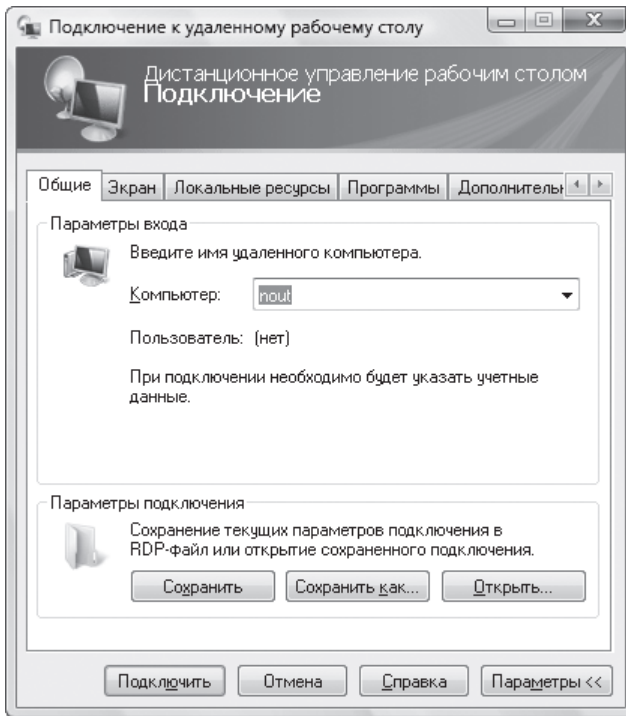 Подключение к удаленному рабочему столу
Дистанционное управление рабочим столом
Подключение
Общие Экран Локальные ресурсы Программы Дополнитель
Параметры входа
Введите имя удаленного компьютера.
Компьютер: nout
Пользователь: (нет)
При подключении необходимо будет указать учетные
данные.
Параметры подключения
Сохранение текущих параметров подключения в
RDP-файл или открытие сохраненного подключения.
Сохранить Сохранить как... Открыть...
Подключить Отмена Справка Параметры <<